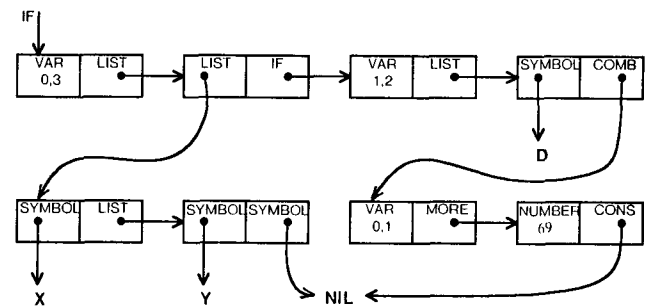 IF
VAR LIST LIST IF VAR LIST SYMBOL COMB
0,3 1,2
D
SYMBOL LIST SYMBOL SYMBOL VAR MORE NUMBER CONS
0,1 69
X Y NIL